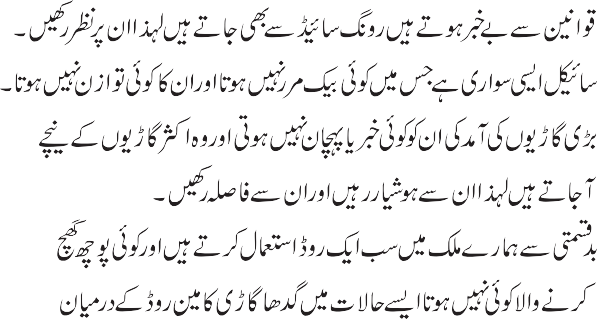 قوانین سے بے خبر ہوتے ہیں رونگ سائیڈ سے بھی جاتے ہیں لہذا ان پر نظر رکھیں۔
سائیکل ایسی سواری ہے جس میں کوئی بیک مرر نہیں ہوتا اور ان کا کوئی توازن نہیں ہوتا۔
بڑی گاڑیوں کی آمد کی ان کو کوئی خبر یا پہچان نہیں ہوتی اور وہ اکثر گاڑیوں کے نیچے
آ جاتے ہیں لہذا ان سے ہوشیار رہیں اور ان سے فاصلہ رکھیں۔
بدقسمتی سے ہمارے ملک میں سب ایک روڈ استعمال کرتے ہیں اور کوئی پوچھ گھچ
کرنے والا کوئی نہیں ہوتا ایسے حالات میں گدھا گاڑی کا مین روڈ کے درمیان